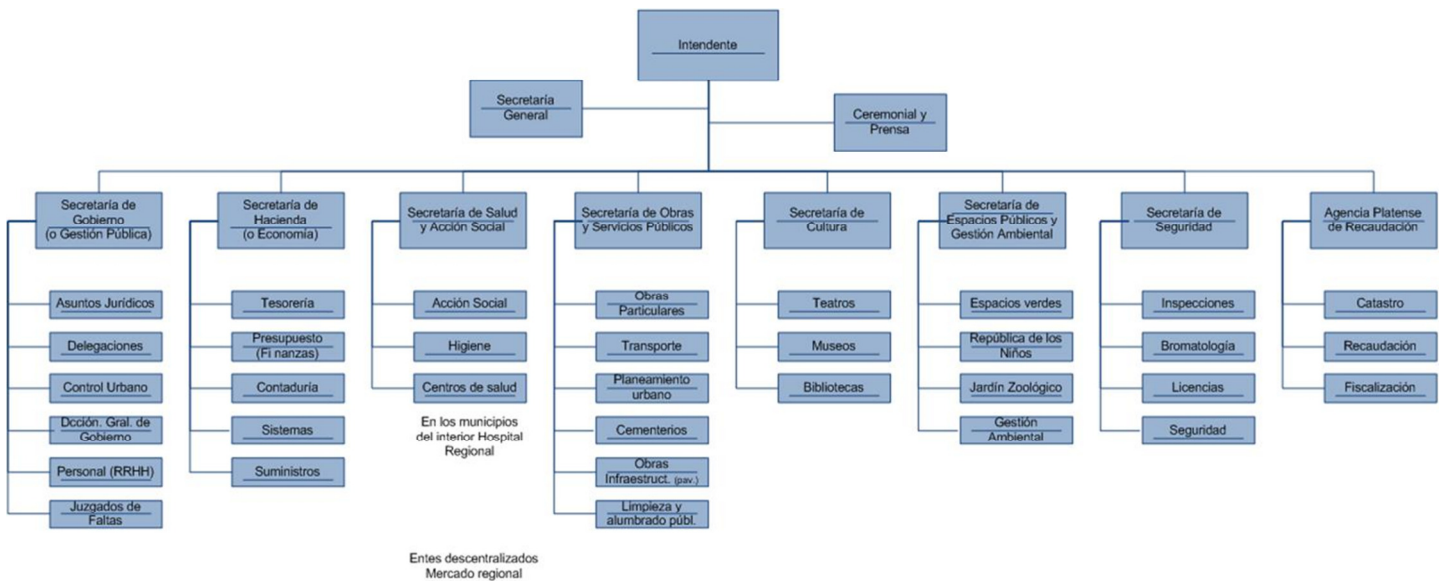 Intendente
Secretaría
General
Ceremonial y
Prensa
Secretaría de
Gobierno
(o Gestión Pública)
Secretaría de
Hacienda
(o Economía)
Secretaría de Salud
y Acción Social
Secretaría de Obras
y Servicios Públicos
Secretaría de
Cultura
Secretaría de
Espacios Públicos y
Gestión Ambiental
Secretaría de
Seguridad
Agencia Platense
de Recaudación
Asuntos Jurídicos
Delegaciones
Control Urbano
Dcción. Gral. de
Gobierno
Personal (RRHH)
Juzgados de
Faltas
Tesorería
Presupuesto
(Fi nanzas)
Contaduría
Sistemas
Suministros
Acción Social
Higiene
Centros de salud
En los municipios
del interior Hospital
Regional
Obras
Particulares
Transporte
Planeamiento
urbano
Cementerios
Obras
Infraestruct. (pav.)
Limpieza y
alumbrado públ.
Teatros
Museos
Bibliotecas
Espacios verdes
República de los
Niños
Jardín Zoológico
Gestión
Ambiental
Inspecciones
Bromatología
Licencias
Seguridad
Catastro
Recaudación
Fiscalización
Entes descentralizados
Mercado regional